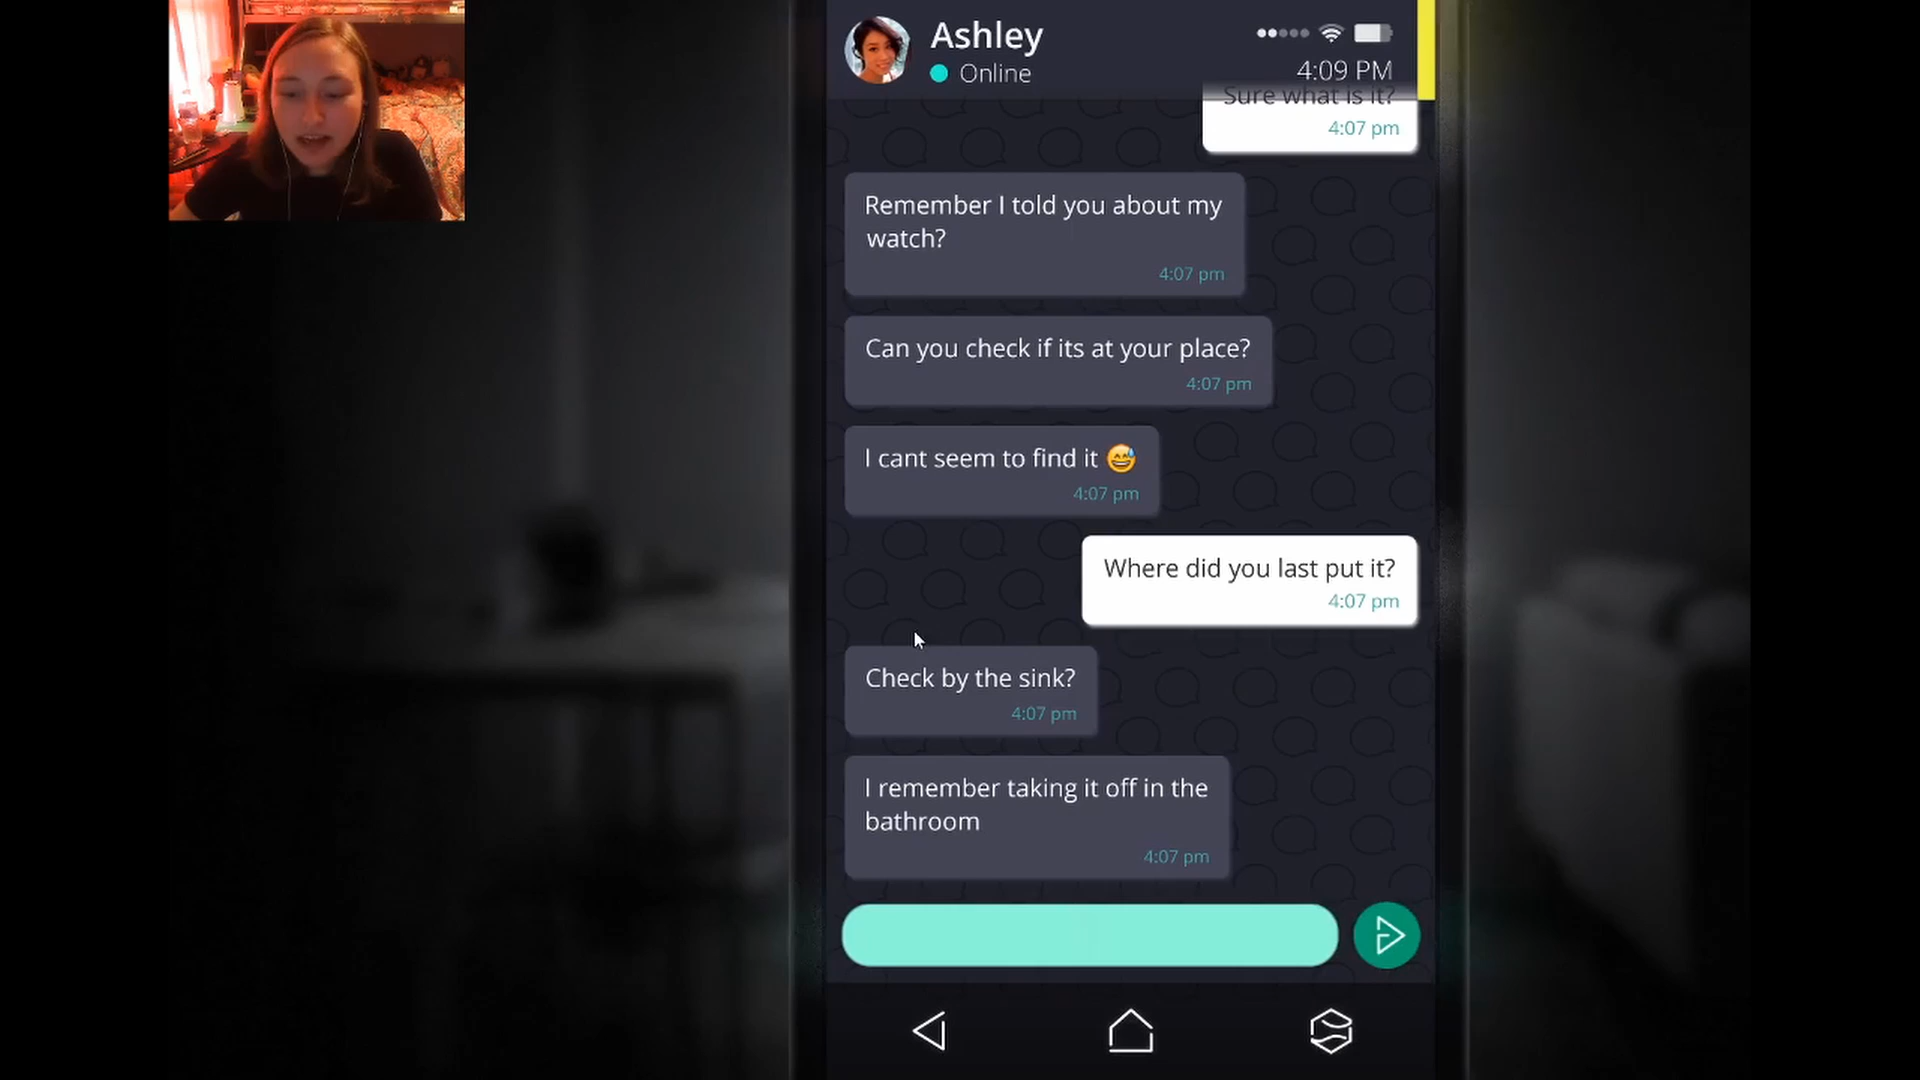 Ashley
Online
4:09 PM
Sure what is it?
4:07 pm
Remember I told you about my
watch?
4:07 pm
Can you check if its at your place?
4:07 pm
I cant seem to find it 😅
4:07 pm
Where did you last put it?
4:07 pm
Check by the sink?
4:07 pm
I remember taking it off in the
bathroom
4:07 pm